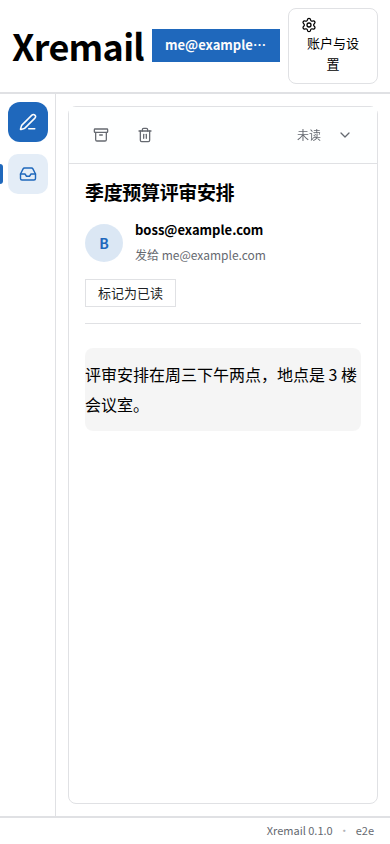 Xremail
me@example···
账户与设
置
未读
季度预算评审安排
B
boss@example.com
发给 me@example.com
标记为已读
评审安排在周三下午两点，地点是 3 楼
会议室。
Xremail 0.1.0 · e2e